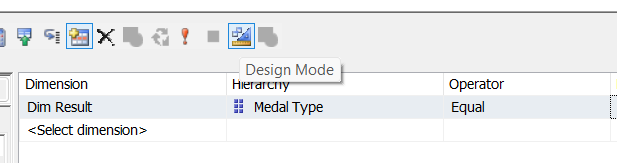 Design Mode
Dimension Hierarchy Operator
Dim Result Medal Type Equal
<Select dimension>